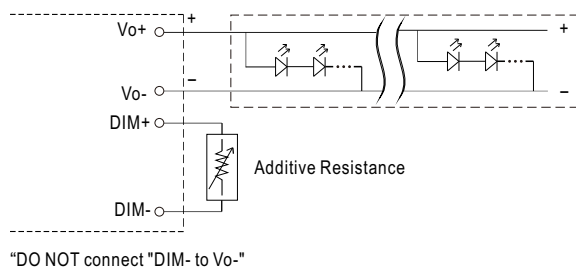 +
Vo+
+
−
−
Vo-
DIM+
Additive Resistance
DIM-
“DO NOT connect "DIM- to Vo-"